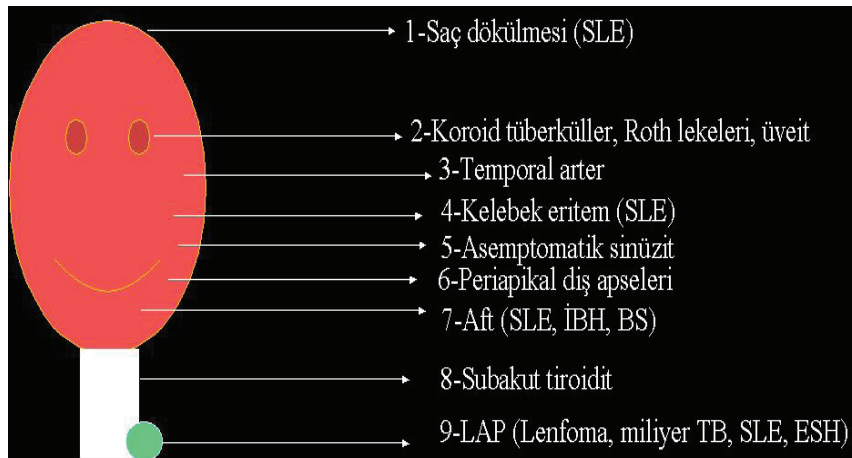 1-Saç dökülmesi (SLE)
2-Koroid tüberküller, Roth lekeleri, üveit
3-Temporal arter
4-Kelebek eritem (SLE)
5-Asemptomatik sinüzit
6-Periapikal diş apseleri
7-Aft (SLE, İBH, BS)
8-Subakut tiroidit
9-LAP (Lenfoma, miliyer TB, SLE, ESH)